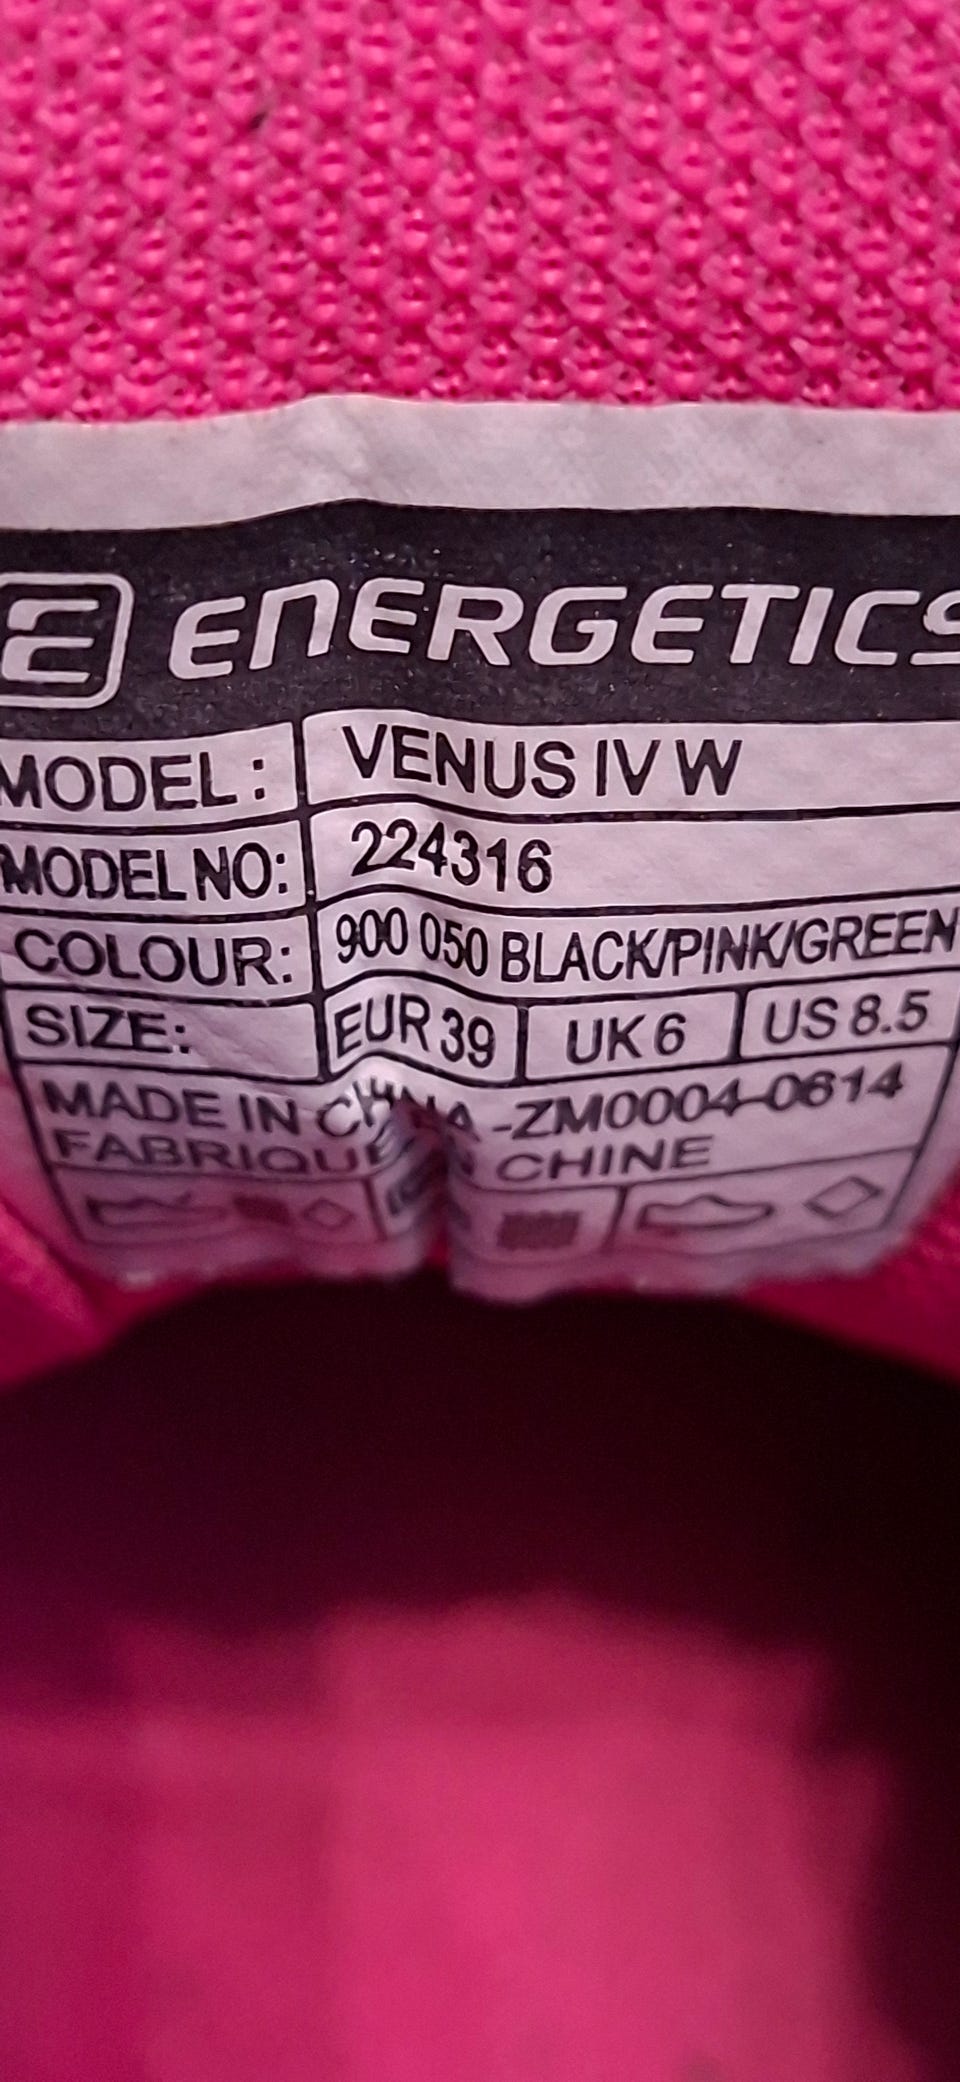 E ENERGETICS
MODEL: VENUS IV W
MODEL NO: 224316
COLOUR: 900 050 BLACK/PINK/GREEN
SIZE: EUR 39 UK 6 US 8.5
MADE IN CHINA -ZM0004-0614
FABRIQUE EN CHINE